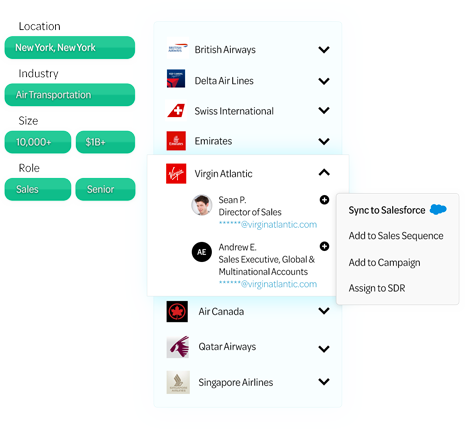 Location
New York, New York
Industry
Air Transportation
Size
10,000+
$1B+
Role
Sales
Senior
British Airways
Delta Air Lines
Swiss International
Emirates
Virgin Atlantic
Sean P.
Director of Sales
******@virginatlantic.com
AE
Andrew E.
Sales Executive, Global &
Multinational Accounts
******@virginatlantic.com
Sync to Salesforce
Add to Sales Sequence
Add to Campaign
Assign to SDR
Air Canada
Qatar Airways
Singapore Airlines